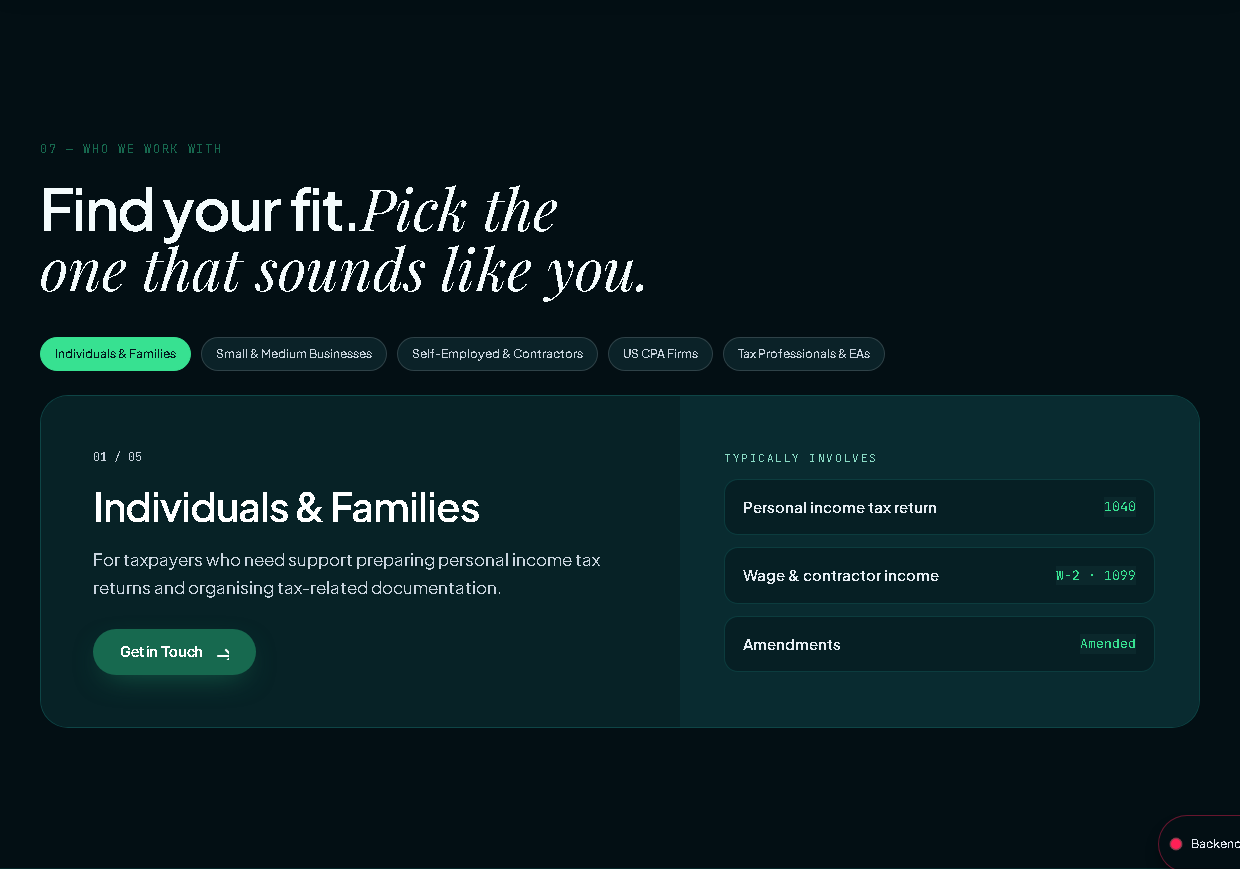 07 — WHO WE WORK WITH
Find your fit. Pick the
one that sounds like you.
Individuals & Families
Small & Medium Businesses
Self-Employed & Contractors
US CPA Firms
Tax Professionals & EAs
01 / 05
Individuals & Families
For taxpayers who need support preparing personal income tax
returns and organising tax-related documentation.
Get in Touch
TYPICALLY INVOLVES
Personal income tax return
1040
Wage & contractor income
W-2 · 1099
Amendments
Amended